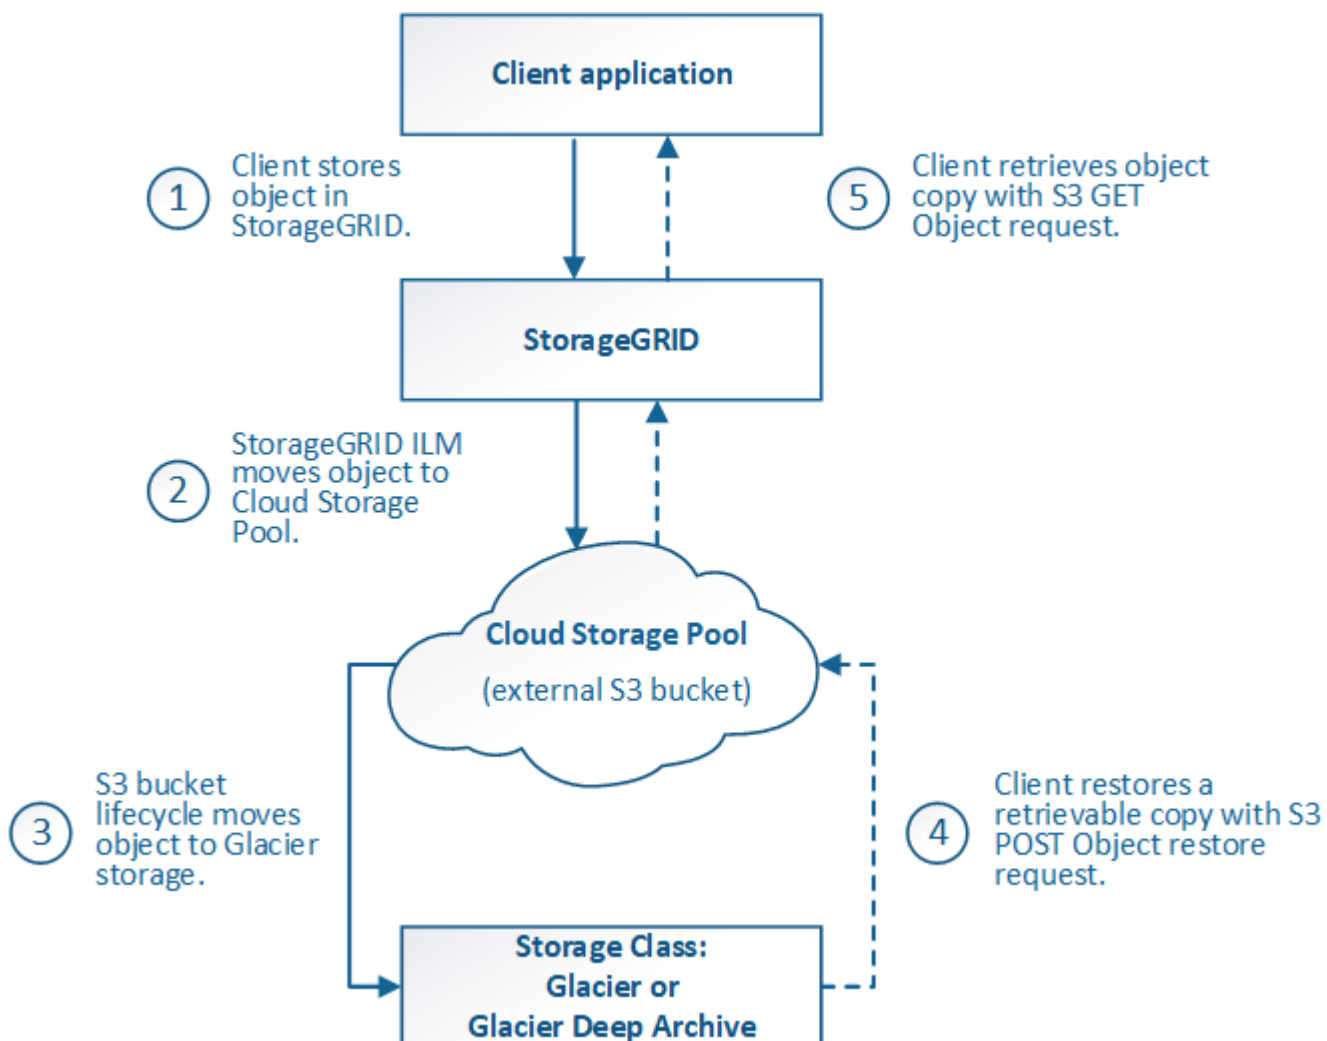 Client application
1
Client stores
object in
StorageGRID.
5
Client retrieves object
copy with S3 GET
Object request.
StorageGRID
2
StorageGRID ILM
moves object to
Cloud Storage
Pool.
Cloud Storage Pool
(external S3 bucket)
3
S3 bucket
lifecycle moves
object to Glacier
storage.
4
Client restores a
retrievable copy with S3
POST Object restore
request.
Storage Class:
Glacier or
Glacier Deep Archive